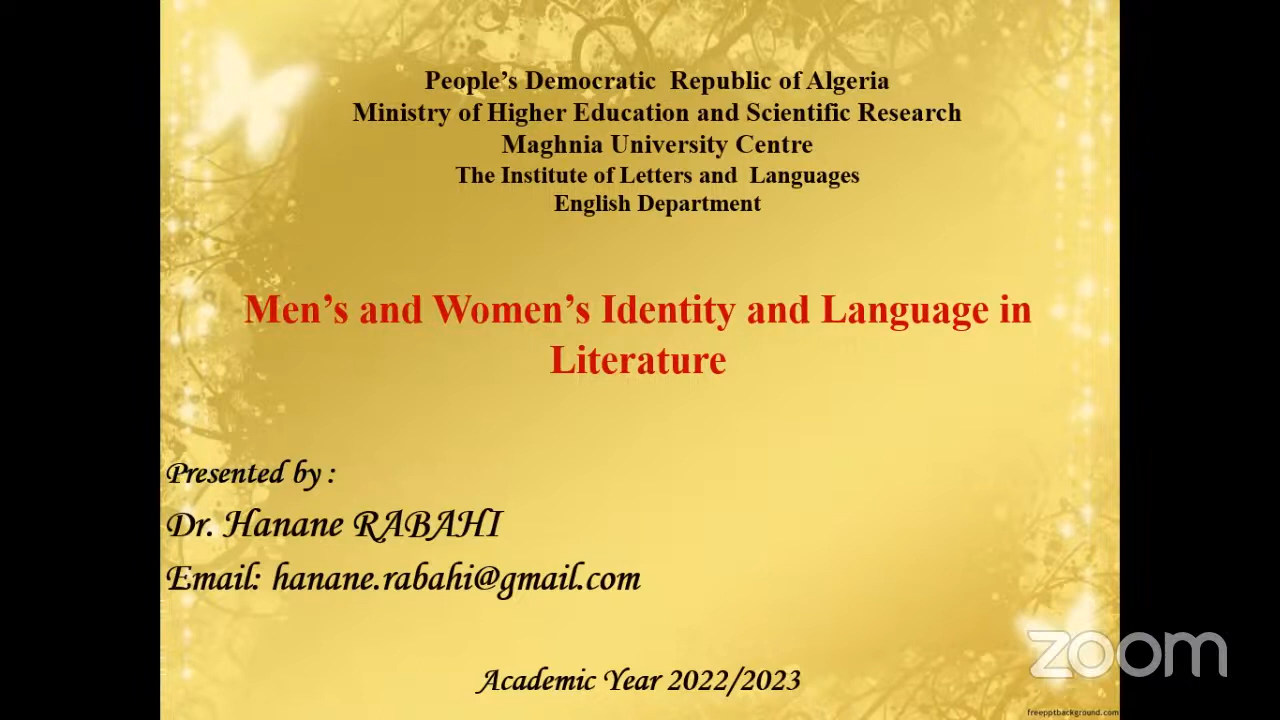 People's Democratic Republic of Algeria
Ministry of Higher Education and Scientific Research
Maghnia University Centre
The Institute of Letters and Languages
English Department
Men's and Women's Identity and Language in
Literature
Presented by :
Dr. Hanane RABAHI
Email: hanane.rabahi@gmail.com
Academic Year 2022/2023
zoom
freepptbackground.com